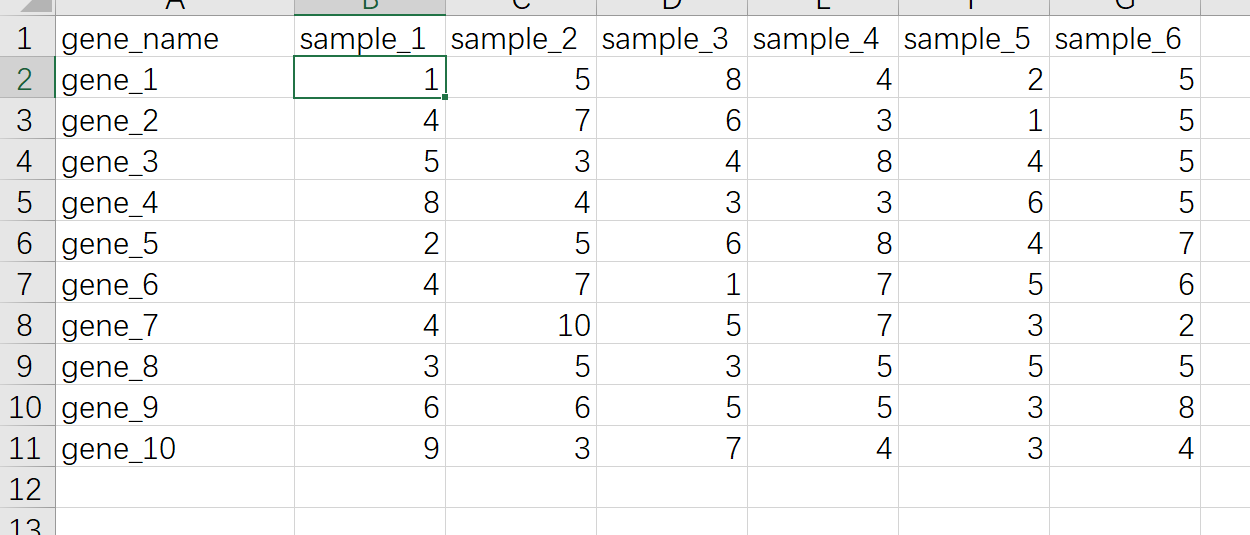 A B C D E F G
1 gene_name sample_1 sample_2 sample_3 sample_4 sample_5 sample_6
2 gene_1 1 5 8 4 2 5
3 gene_2 4 7 6 3 1 5
4 gene_3 5 3 4 8 4 5
5 gene_4 8 4 3 3 6 5
6 gene_5 2 5 6 8 4 7
7 gene_6 4 7 1 7 5 6
8 gene_7 4 10 5 7 3 2
9 gene_8 3 5 3 5 5 5
10 gene_9 6 6 5 5 3 8
11 gene_10 9 3 7 4 3 4
12
13